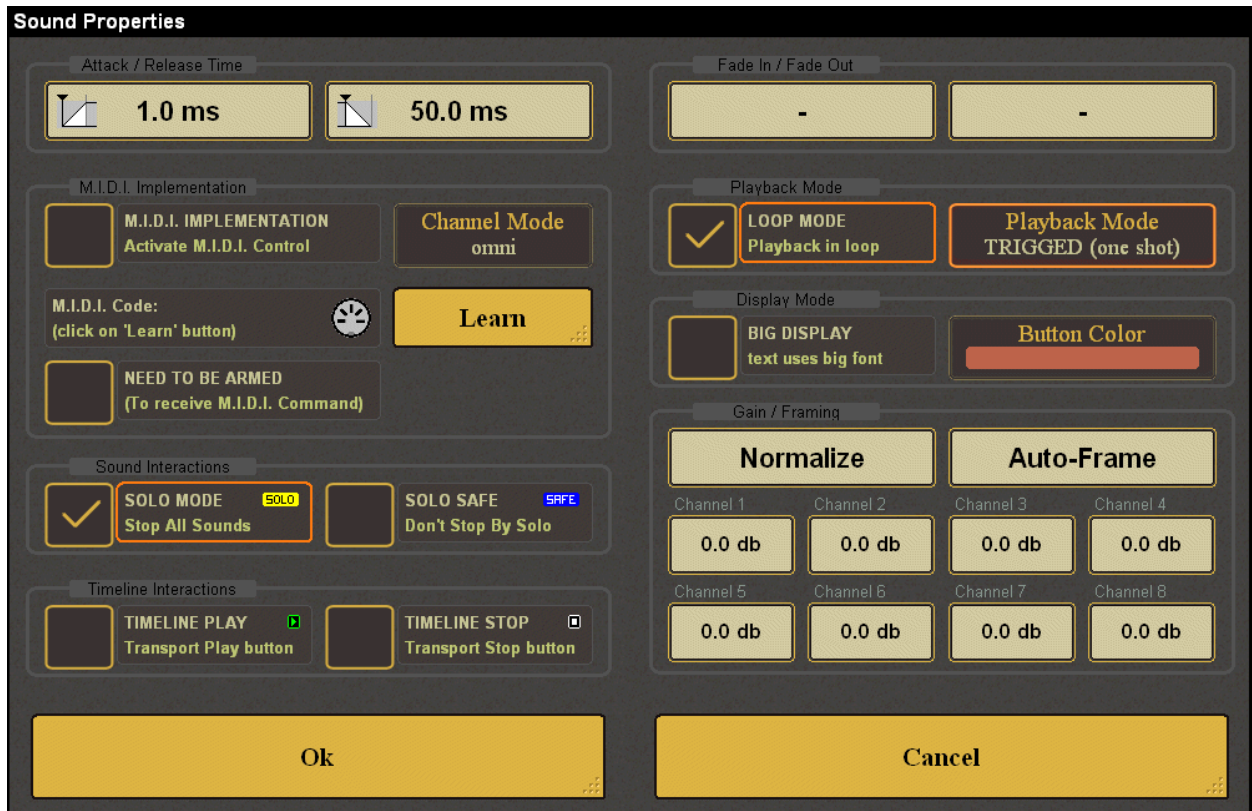 Sound Properties
Attack / Release Time
1.0 ms
50.0 ms
M.I.D.I. Implementation
M.I.D.I. IMPLEMENTATION
Activate M.I.D.I. Control
Channel Mode
omni
M.I.D.I. Code:
(click on 'Learn' button)
Learn
NEED TO BE ARMED
(To receive M.I.D.I. Command)
Sound Interactions
SOLO MODE SOLO
Stop All Sounds
SOLO SAFE SAFE
Don't Stop By Solo
Timeline Interactions
TIMELINE PLAY
Transport Play button
TIMELINE STOP
Transport Stop button
Fade In / Fade Out
-
-
Playback Mode
LOOP MODE
Playback in loop
Playback Mode
TRIGGED (one shot)
Display Mode
BIG DISPLAY
text uses big font
Button Color
Gain / Framing
Normalize
Auto-Frame
Channel 1 Channel 2 Channel 3 Channel 4
0.0 db 0.0 db 0.0 db 0.0 db
Channel 5 Channel 6 Channel 7 Channel 8
0.0 db 0.0 db 0.0 db 0.0 db
Ok
Cancel